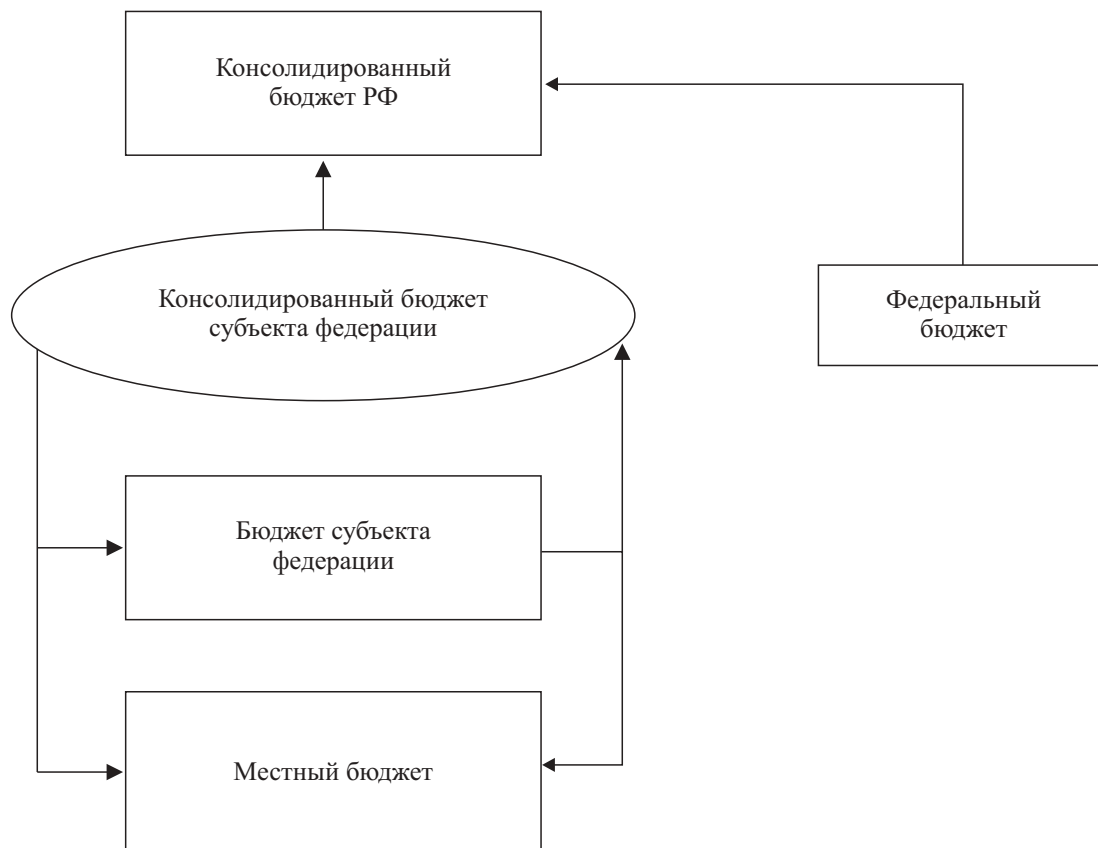 Консолидированный
бюджет РФ
Консолидированный бюджет
субъекта федерации
Федеральный
бюджет
Бюджет субъекта
федерации
Местный бюджет